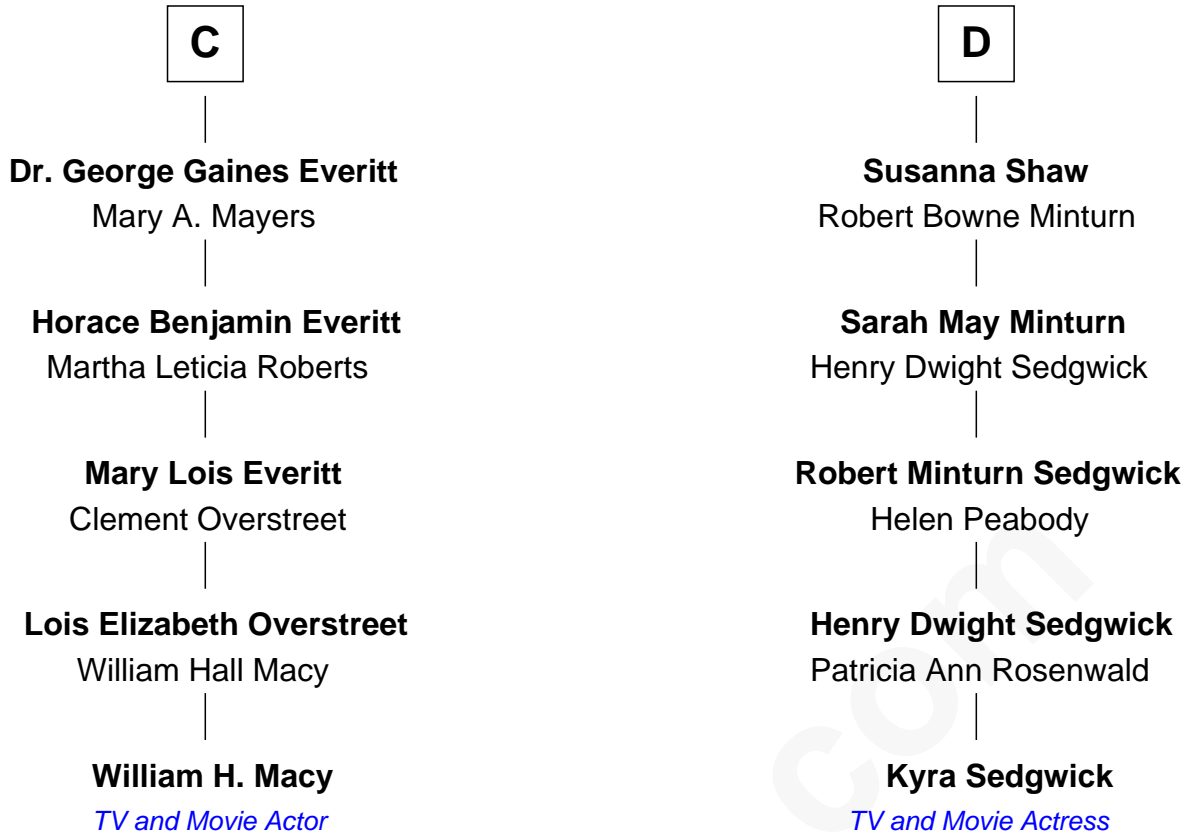 C
Dr. George Gaines Everitt
Mary A. Mayers
Horace Benjamin Everitt
Martha Leticia Roberts
Mary Lois Everitt
Clement Overstreet
Lois Elizabeth Overstreet
William Hall Macy
William H. Macy
TV and Movie Actor
D
Susanna Shaw
Robert Bowne Minturn
Sarah May Minturn
Henry Dwight Sedgwick
Robert Minturn Sedgwick
Helen Peabody
Henry Dwight Sedgwick
Patricia Ann Rosenwald
Kyra Sedgwick
TV and Movie Actress
com